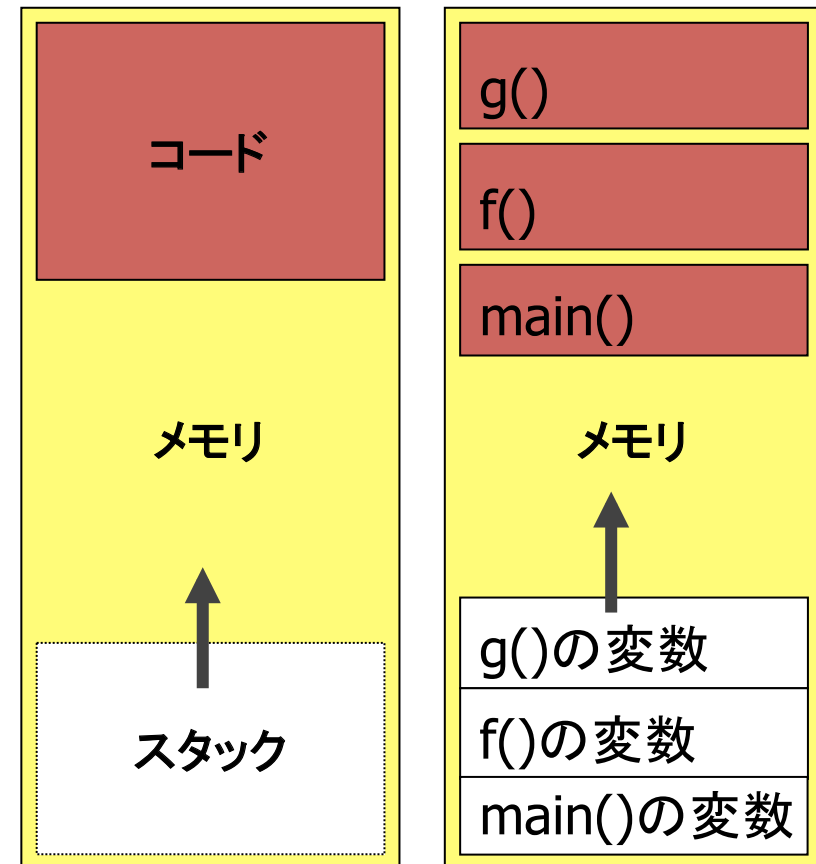 コード
メモリ
スタック
g()
f()
main()
メモリ
g()の変数
f()の変数
main()の変数